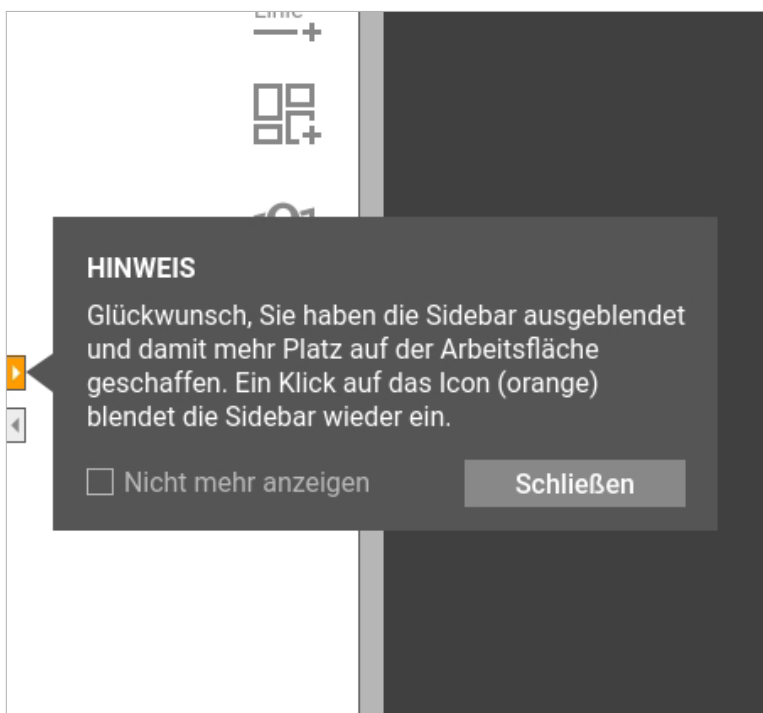 Linie
HINWEIS
Glückwunsch, Sie haben die Sidebar ausgeblendet
und damit mehr Platz auf der Arbeitsfläche
geschaffen. Ein Klick auf das Icon (orange)
blendet die Sidebar wieder ein.
Nicht mehr anzeigen
Schließen